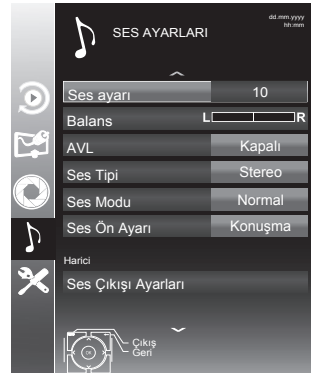 SES AYARLARI
dd.mm.yyyy
hh:mm
Ses ayarı 10
Balans L R
AVL Kapalı
Ses Tipi Stereo
Ses Modu Normal
Ses Ön Ayarı Konuşma
Harici
Ses Çıkışı Ayarları
Çıkış
Geri
OK